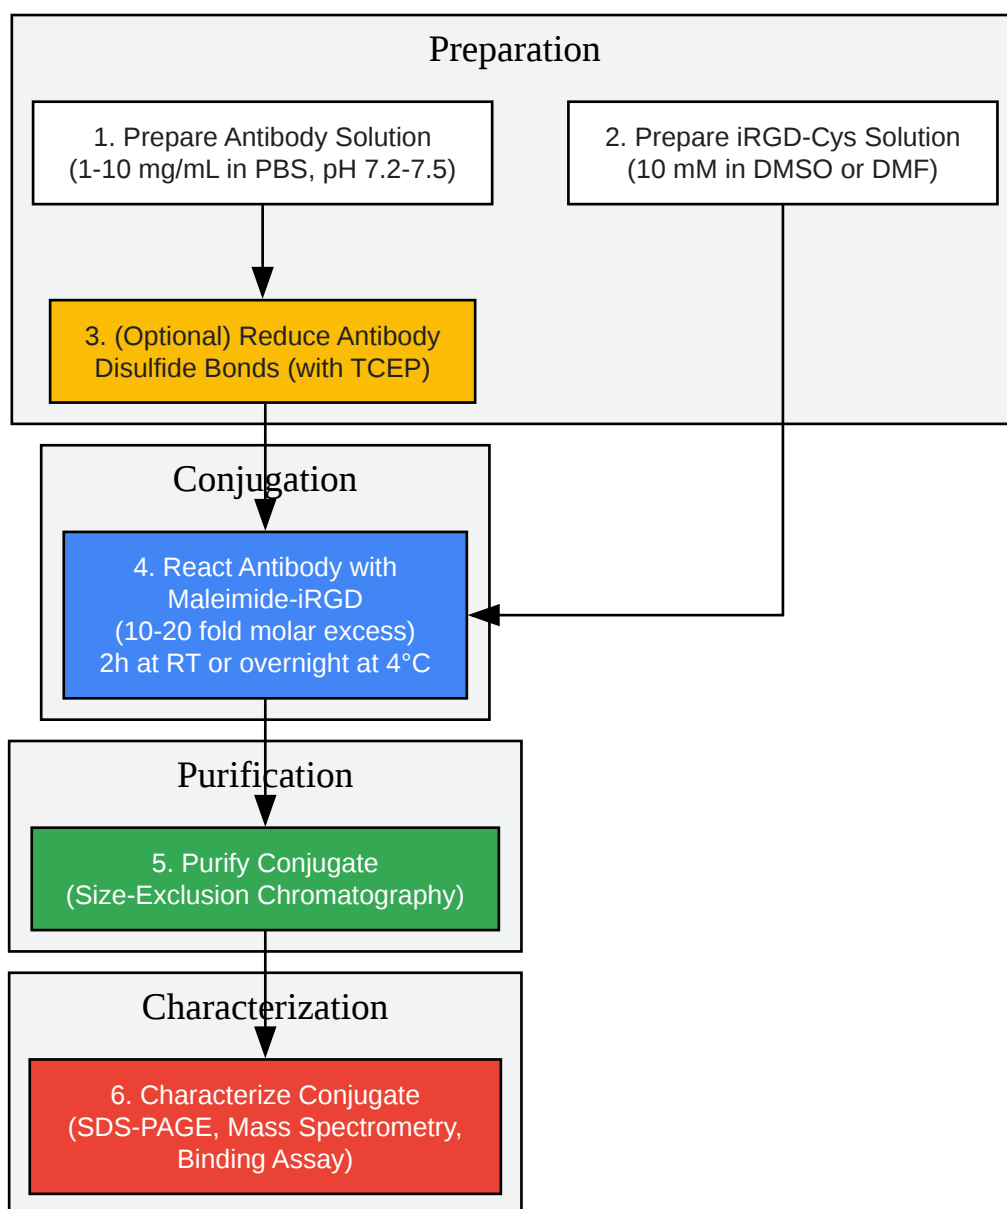 Preparation
1. Prepare Antibody Solution
(1-10 mg/mL in PBS, pH 7.2-7.5)
2. Prepare iRGD-Cys Solution
(10 mM in DMSO or DMF)
3. (Optional) Reduce Antibody
Disulfide Bonds (with TCEP)
Conjugation
4. React Antibody with
Maleimide-iRGD
(10-20 fold molar excess)
2h at RT or overnight at 4°C
Purification
5. Purify Conjugate
(Size-Exclusion Chromatography)
Characterization
6. Characterize Conjugate
(SDS-PAGE, Mass Spectrometry,
Binding Assay)